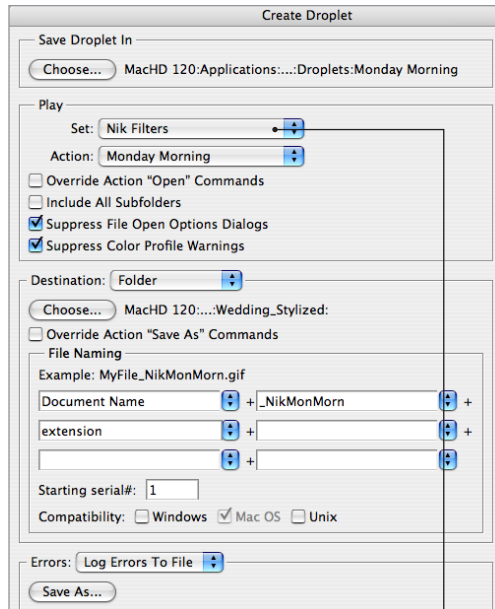 Create Droplet
Save Droplet In
Choose... MacHD 120:Applications:...:Droplets:Monday Morning
Play
Set: Nik Filters
Action: Monday Morning
Override Action “Open” Commands
Include All Subfolders
Suppress File Open Options Dialogs
Suppress Color Profile Warnings
Destination: Folder
Choose... MacHD 120:...:Wedding_Stylized:
Override Action “Save As” Commands
File Naming
Example: MyFile_NikMonMorn.gif
Document Name + _NikMonMorn +
extension + +
+
Starting serial#: 1
Compatibility: Windows Mac OS Unix
Errors: Log Errors To File
Save As...